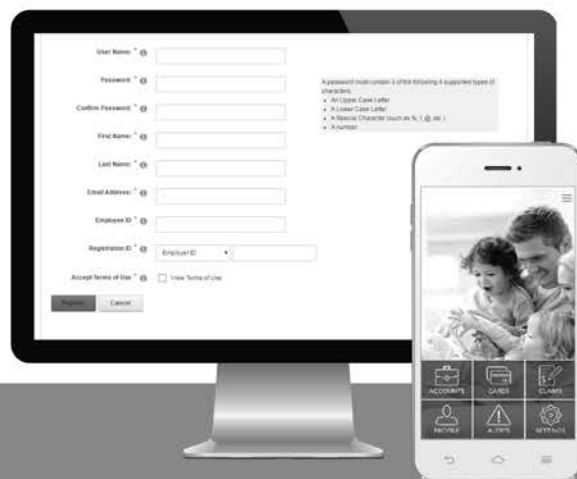 User Name: *
Password: *
Confirm Password: *
First Name: *
Last Name: *
Email Address: *
Employee ID *
Registration ID *
Employer ID
Accept Terms of Use *
View Terms of Use
Register
Cancel
A password must contain 3 of the following 4 supported types of
characters:
• An Upper Case Letter
• A Lower Case Letter
• A Special Character (such as %, !, @, etc.)
• A number
ACCOUNTS
CARDS
CLAIMS
PROFILE
ALERTS
SETTINGS